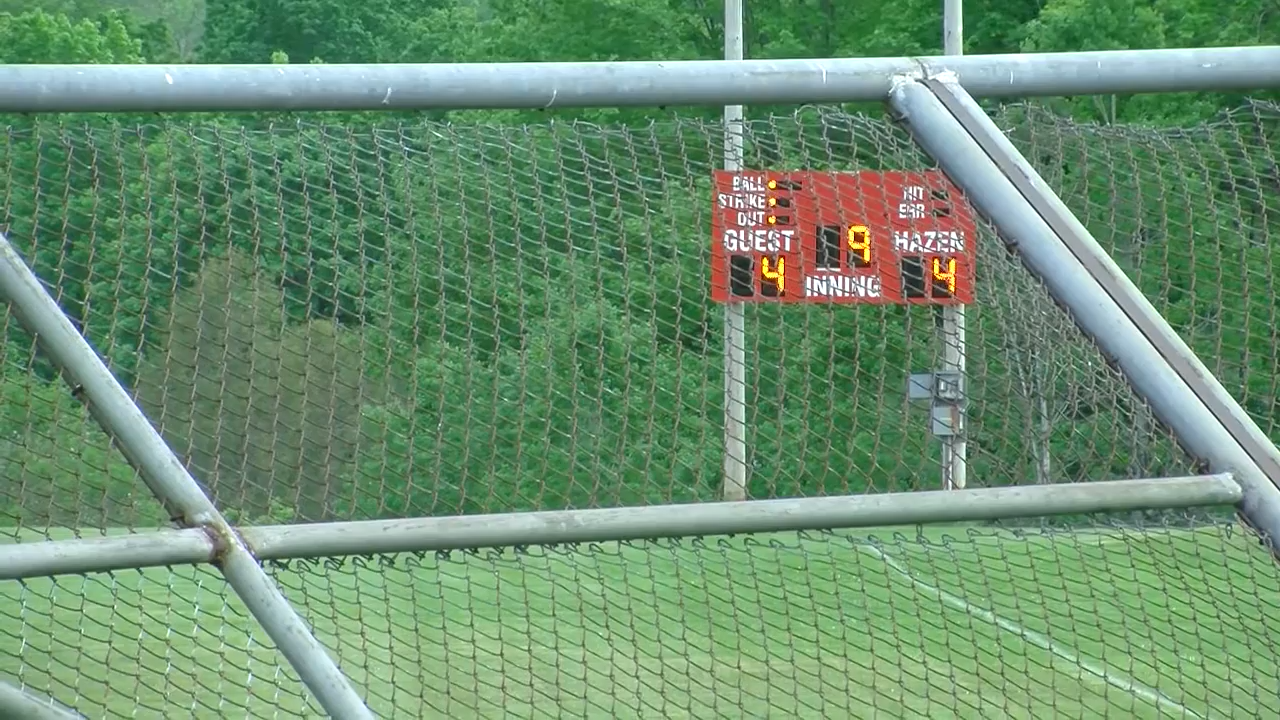 BALL
STRIKE
OUT
HIT
ERR
GUEST 9 HAZEN
4 INNING 4